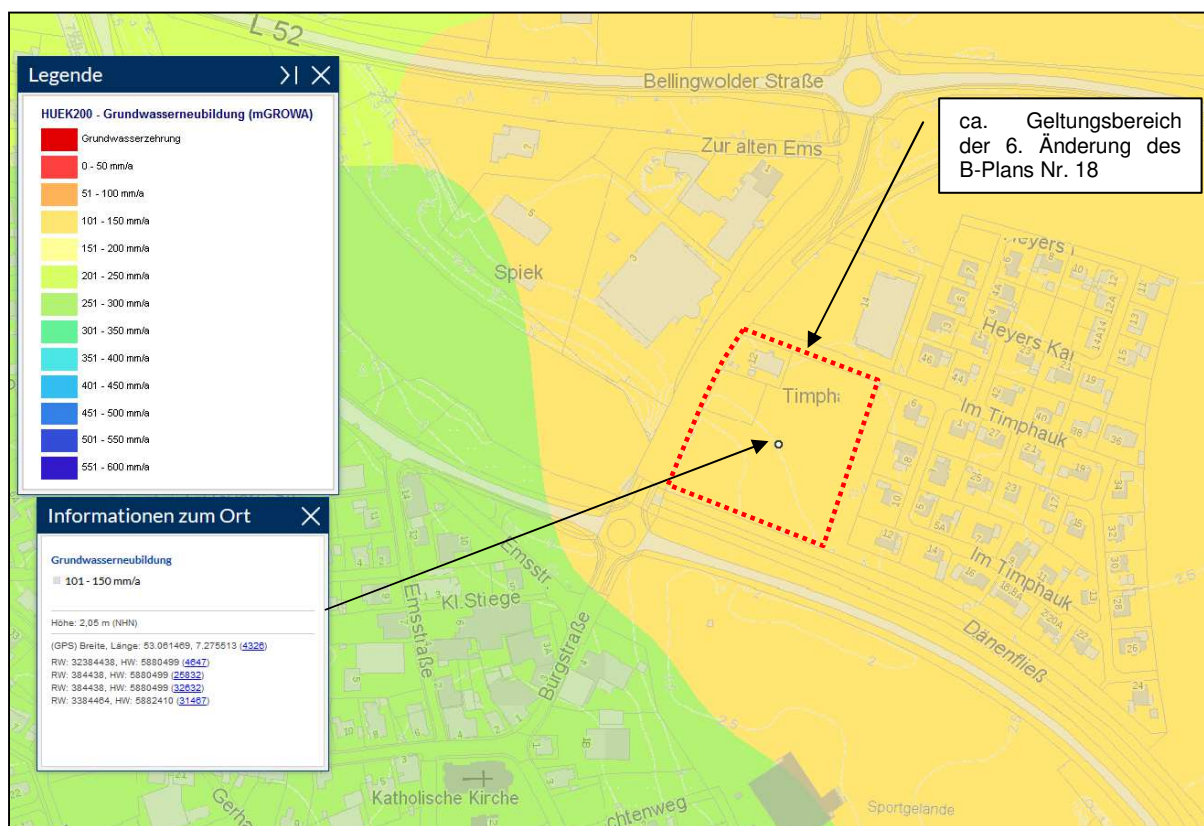 L 52
Bellingwolder Straße
Legende
HUEK200 - Grundwasserneubildung (mGROWA)
Grundwasserzehrung
0 - 50 mm/a
51 - 100 mm/a
101 - 150 mm/a
151 - 200 mm/a
201 - 250 mm/a
251 - 300 mm/a
301 - 350 mm/a
351 - 400 mm/a
401 - 450 mm/a
451 - 500 mm/a
501 - 550 mm/a
551 - 600 mm/a
ca. Geltungsbereich
der 6. Änderung des
B-Plans Nr. 18
Zur alten Ems
Spiek
Heyers Kai
Im Timphauk
Im Timphauk
Dänenfließ
Emsstr.
Kl.Stiege
Emsstraße
Burgstraße
Katholische Kirche
chtenweg
Sportgelände
Gerha
Informationen zum Ort
Grundwasserneubildung
101 - 150 mm/a
Höhe: 2,05 m (NHN)
(GPS) Breite, Länge: 53.061469, 7.275513 (4326)
RW: 32384438, HW: 5880499 (4647)
RW: 384438, HW: 5880499 (25832)
RW: 384438, HW: 5880499 (32632)
RW: 3384464, HW: 5882410 (31467)